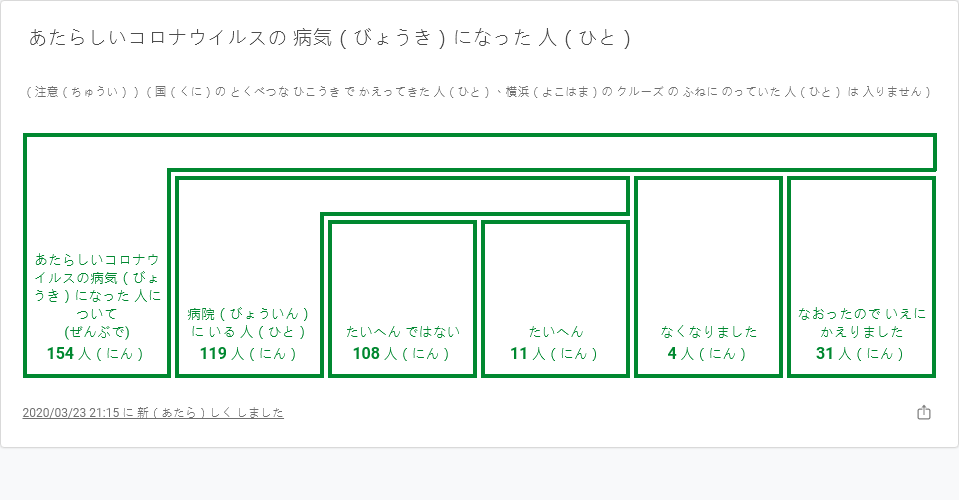 あたらしいコロナウイルスの 病気 ( びょうき ) になった 人 ( ひと )
( 注意 ( ちゅうい ) ) ( 国 ( くに ) の とくべつな ひこうき で かえってきた 人 ( ひと ) 、横浜 ( よこはま ) の クルーズ の ふねに のっていた 人 ( ひと ) は 入りません )
あたらしいコロナウ
イルスの病気 ( びょ
うき ) になった 人に
ついて
(ぜんぶで)
154 人 ( にん )
病院 ( びょういん )
に いる 人 ( ひと )
119 人 ( にん )
たいへん ではない
108 人 ( にん )
たいへん
11 人 ( にん )
なくなりました
4 人 ( にん )
なおったので いえに
かえりました
31 人 ( にん )
2020/03/23 21:15 に 新 ( あたら ) しく しました